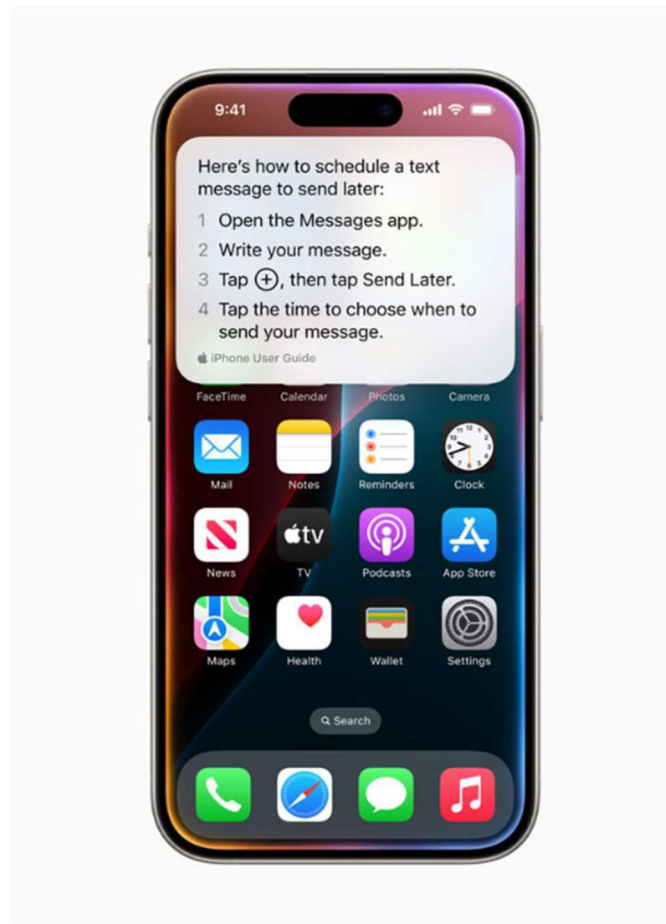 9:41
Here's how to schedule a text
message to send later:
1 Open the Messages app.
2 Write your message.
3 Tap ⊕, then tap Send Later.
4 Tap the time to choose when to
send your message.
iPhone User Guide
FaceTime Calendar Photos Camera
Mail Notes Reminders Clock
tv
News TV Podcasts App Store
Maps Health Wallet Settings
Search